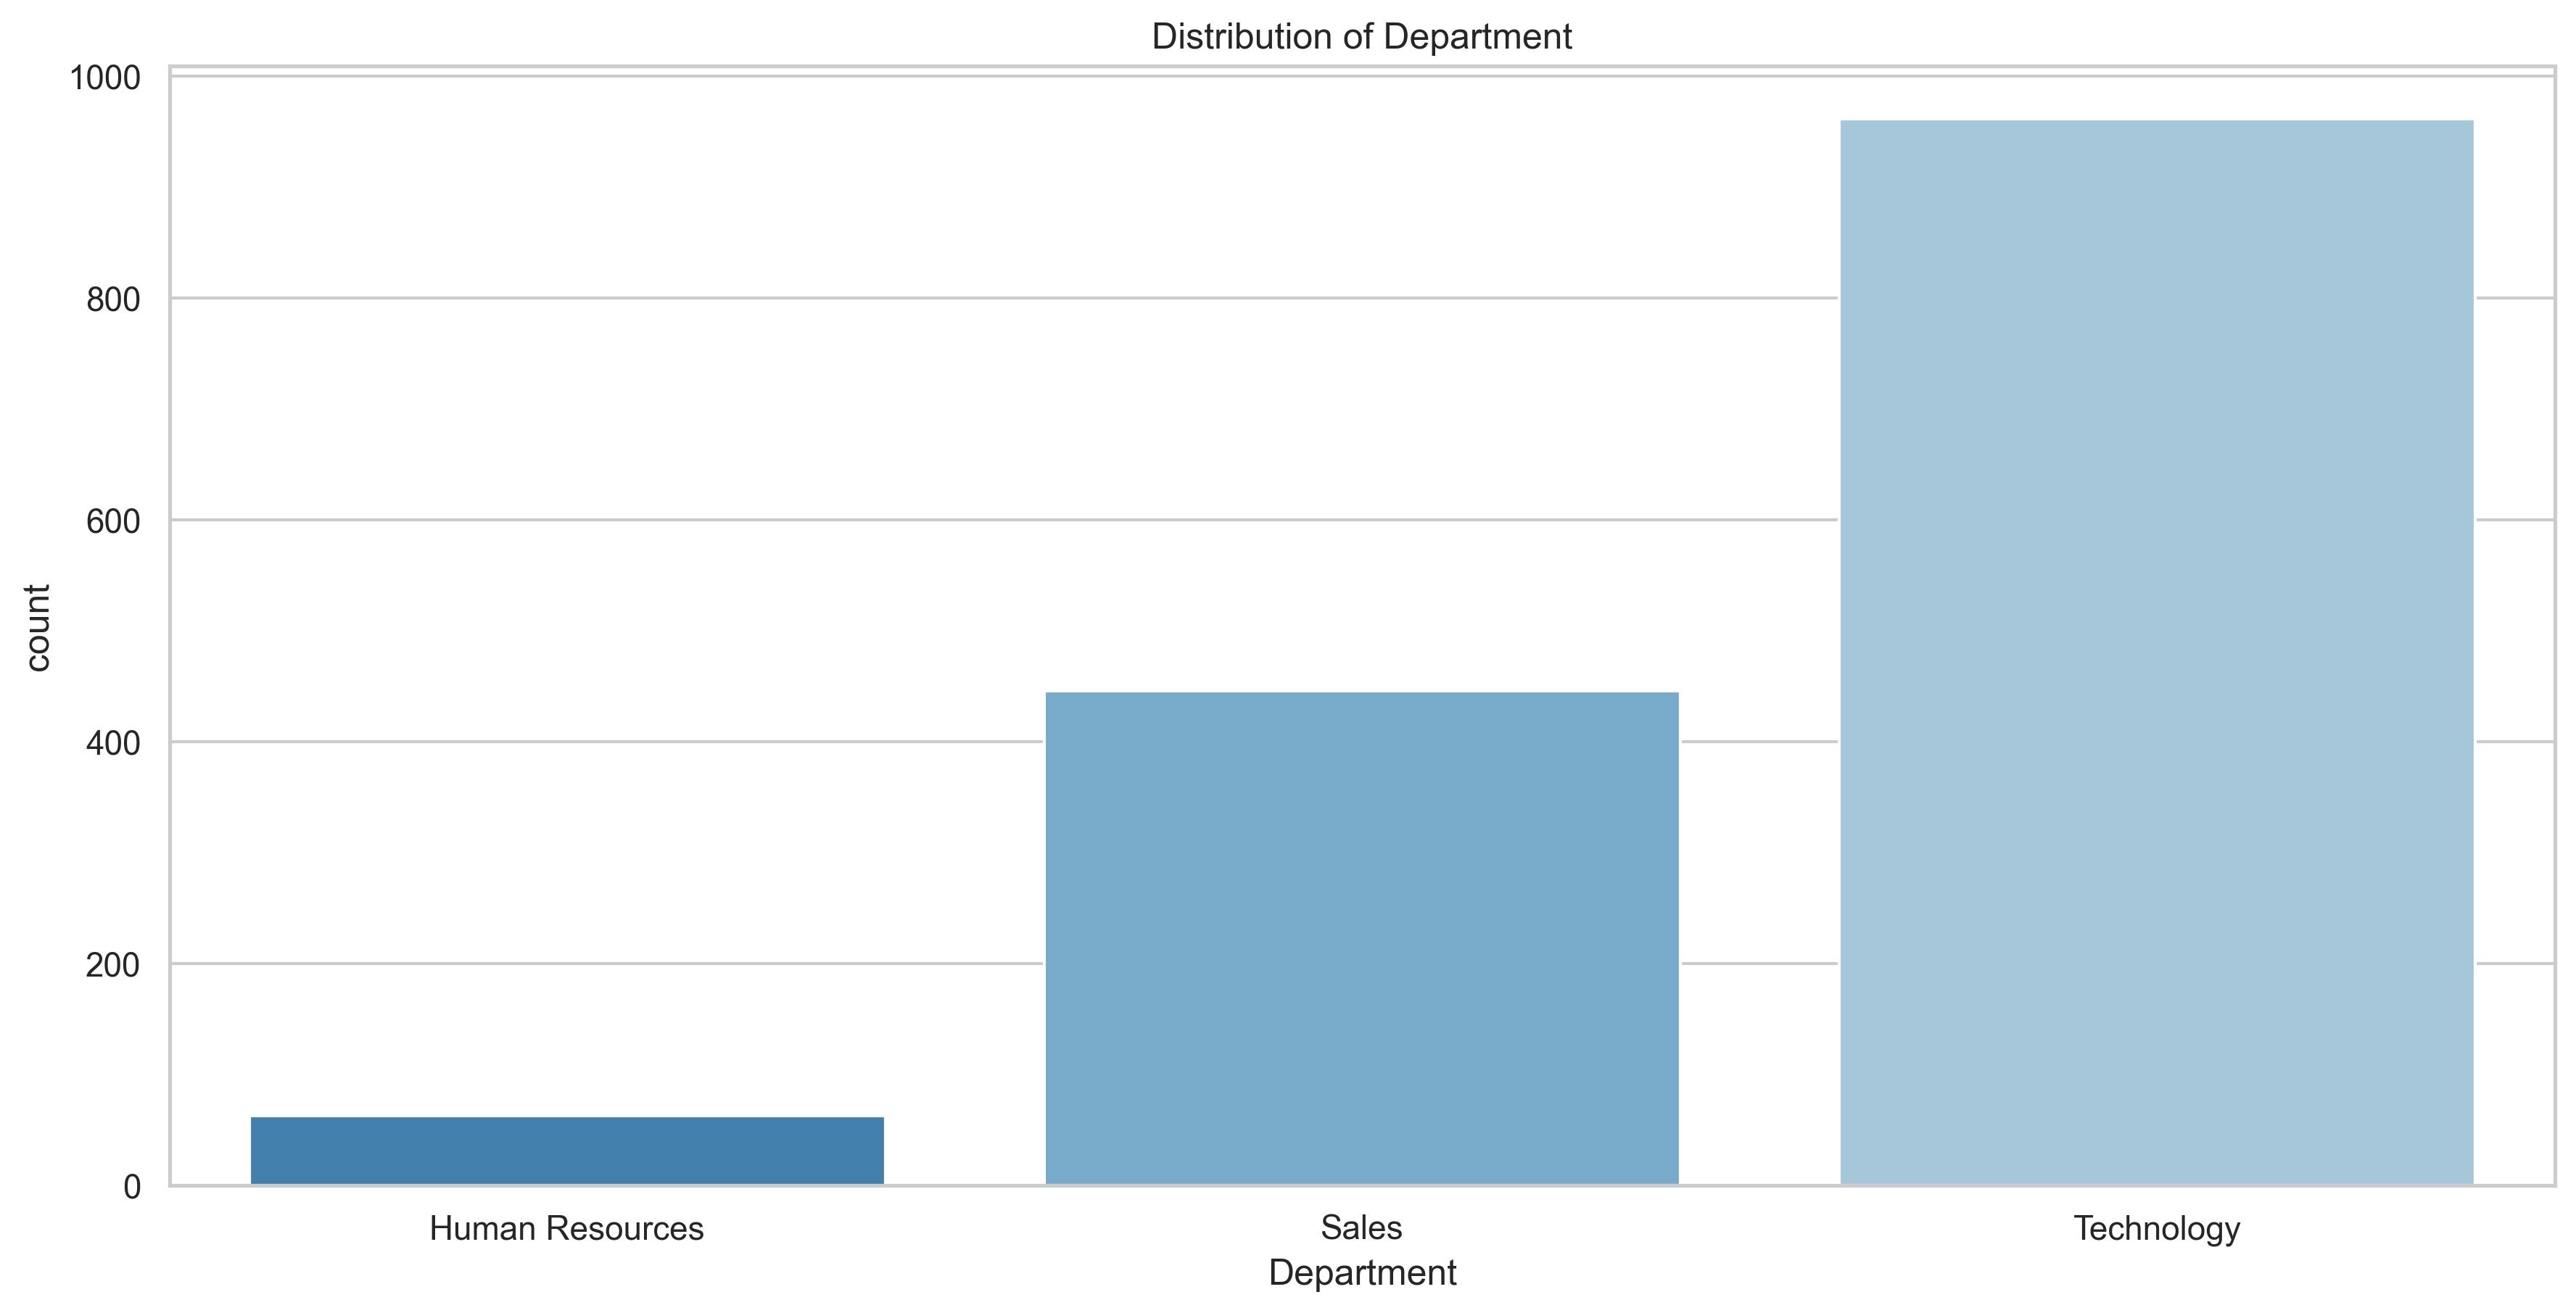 Distribution of Department
1000
800
600
400
200
0
count
Human Resources
Sales
Technology
Department